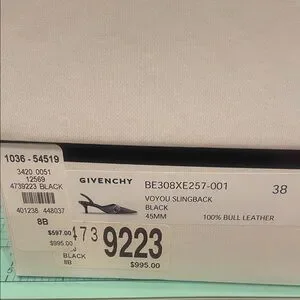 1036 - 54519
3420 0051
12569
4739223 BLACK
401238 448037
8B
GIVENCHY
BE308XE257-001
38
VOYOU SLINGBACK
BLACK
45MM
100% BULL LEATHER
$597.00
$995.00
473
9223
BLACK
8B
$995.00